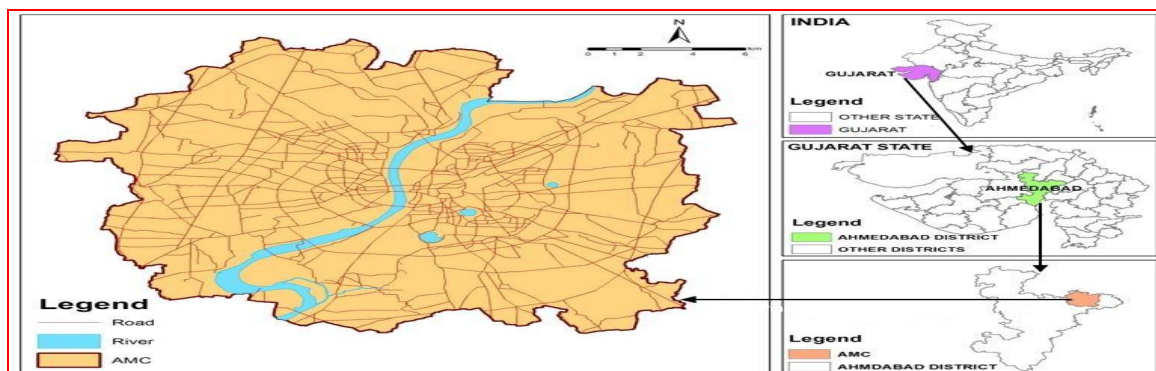 N
0 1 2 4 6
km
Legend
Road
River
AMC
INDIA
GUJARAT
Legend
OTHER STATE
GUJARAT
GUJARAT STATE
AHMEDABAD
Legend
AHMEDABAD DISTRICT
OTHER DISTRICTS
Legend
AMC
AHMDABAD DISTRICT